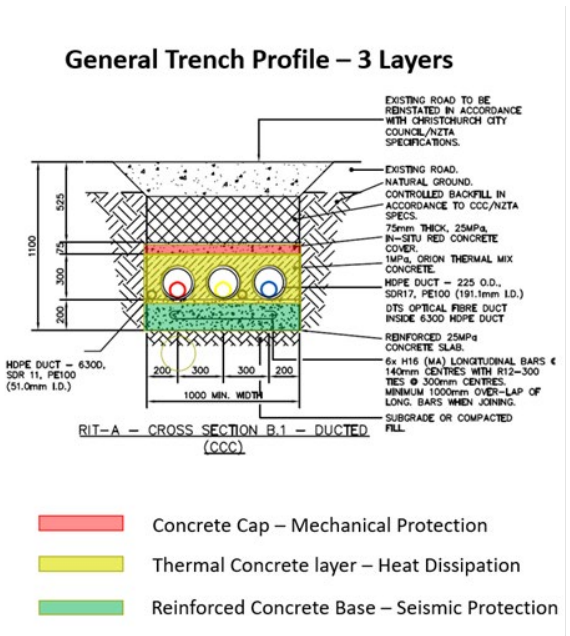 General Trench Profile – 3 Layers
EXISTING ROAD TO BE
REINSTATED IN ACCORDANCE
WITH CHRISTCHURCH CITY
COUNCIL/NZTA
SPECIFICATIONS.
EXISTING ROAD.
NATURAL GROUND.
CONTROLLED BACKFILL IN
ACCORDANCE TO CCC/NZTA
SPECS.
75mm THICK, 25MPa,
IN-SITU RED CONCRETE
COVER.
1MPa, ORION THERMAL MIX
CONCRETE.
HDPE DUCT - 225 O.D.,
SDR17, PE100 (191.1mm I.D.)
DTS OPTICAL FIBRE DUCT
INSIDE 63OD HDPE DUCT
REINFORCED 25MPa
CONCRETE SLAB.
6x H16 (MA) LONGITUDINAL BARS @
140mm CENTRES WITH R12-300
TIES @ 300mm CENTRES.
MINIMUM 1000mm OVER-LAP OF
LONG. BARS WHEN JOINING.
SUBGRADE OR COMPACTED
FILL.
1100
525
75
300
200
HDPE DUCT - 63OD,
SDR 11, PE100
(51.0mm I.D.)
200 300 300 200
1000 MIN. WIDTH
RIT-A - CROSS SECTION B.1 - DUCTED
(CCC)
Concrete Cap – Mechanical Protection
Thermal Concrete layer – Heat Dissipation
Reinforced Concrete Base – Seismic Protection